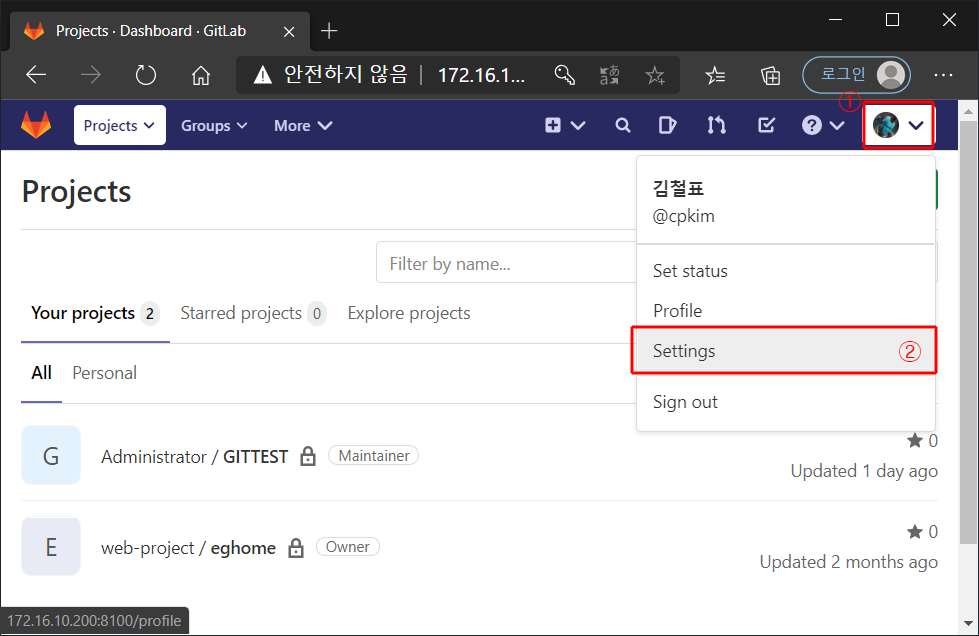 Projects · Dashboard · GitLab
안전하지 않음 | 172.16.1...
로그인
Projects Groups More
①
Projects
김철표
@cpkim
Filter by name...
Set status
Your projects 2 Starred projects 0 Explore projects
Profile
Settings ②
All Personal
Sign out
G Administrator / GITTEST Maintainer
0
Updated 1 day ago
E web-project / eghome Owner
0
Updated 2 months ago
172.16.10.200:8100/profile